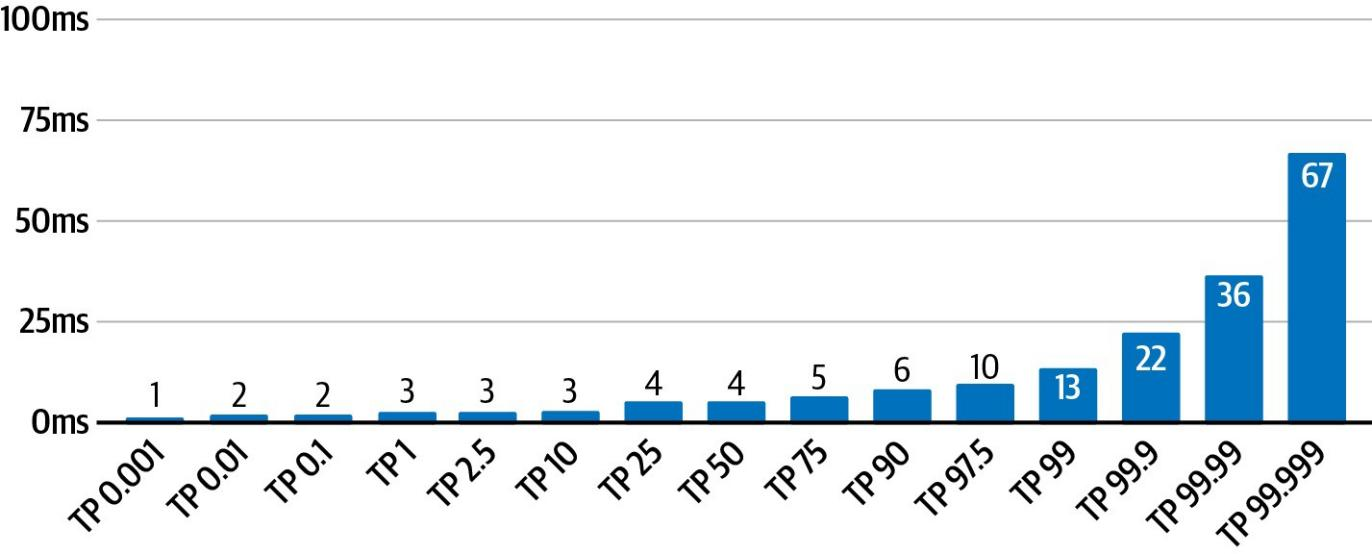 100ms
75ms
50ms
25ms
0ms
1
2
2
3
3
3
4
4
5
6
10
13
22
36
67
TP 0.001
TP 0.01
TP 0.1
TP 1
TP 2.5
TP 10
TP 25
TP 50
TP 75
TP 90
TP 97.5
TP 99
TP 99.9
TP 99.99
TP 99.999